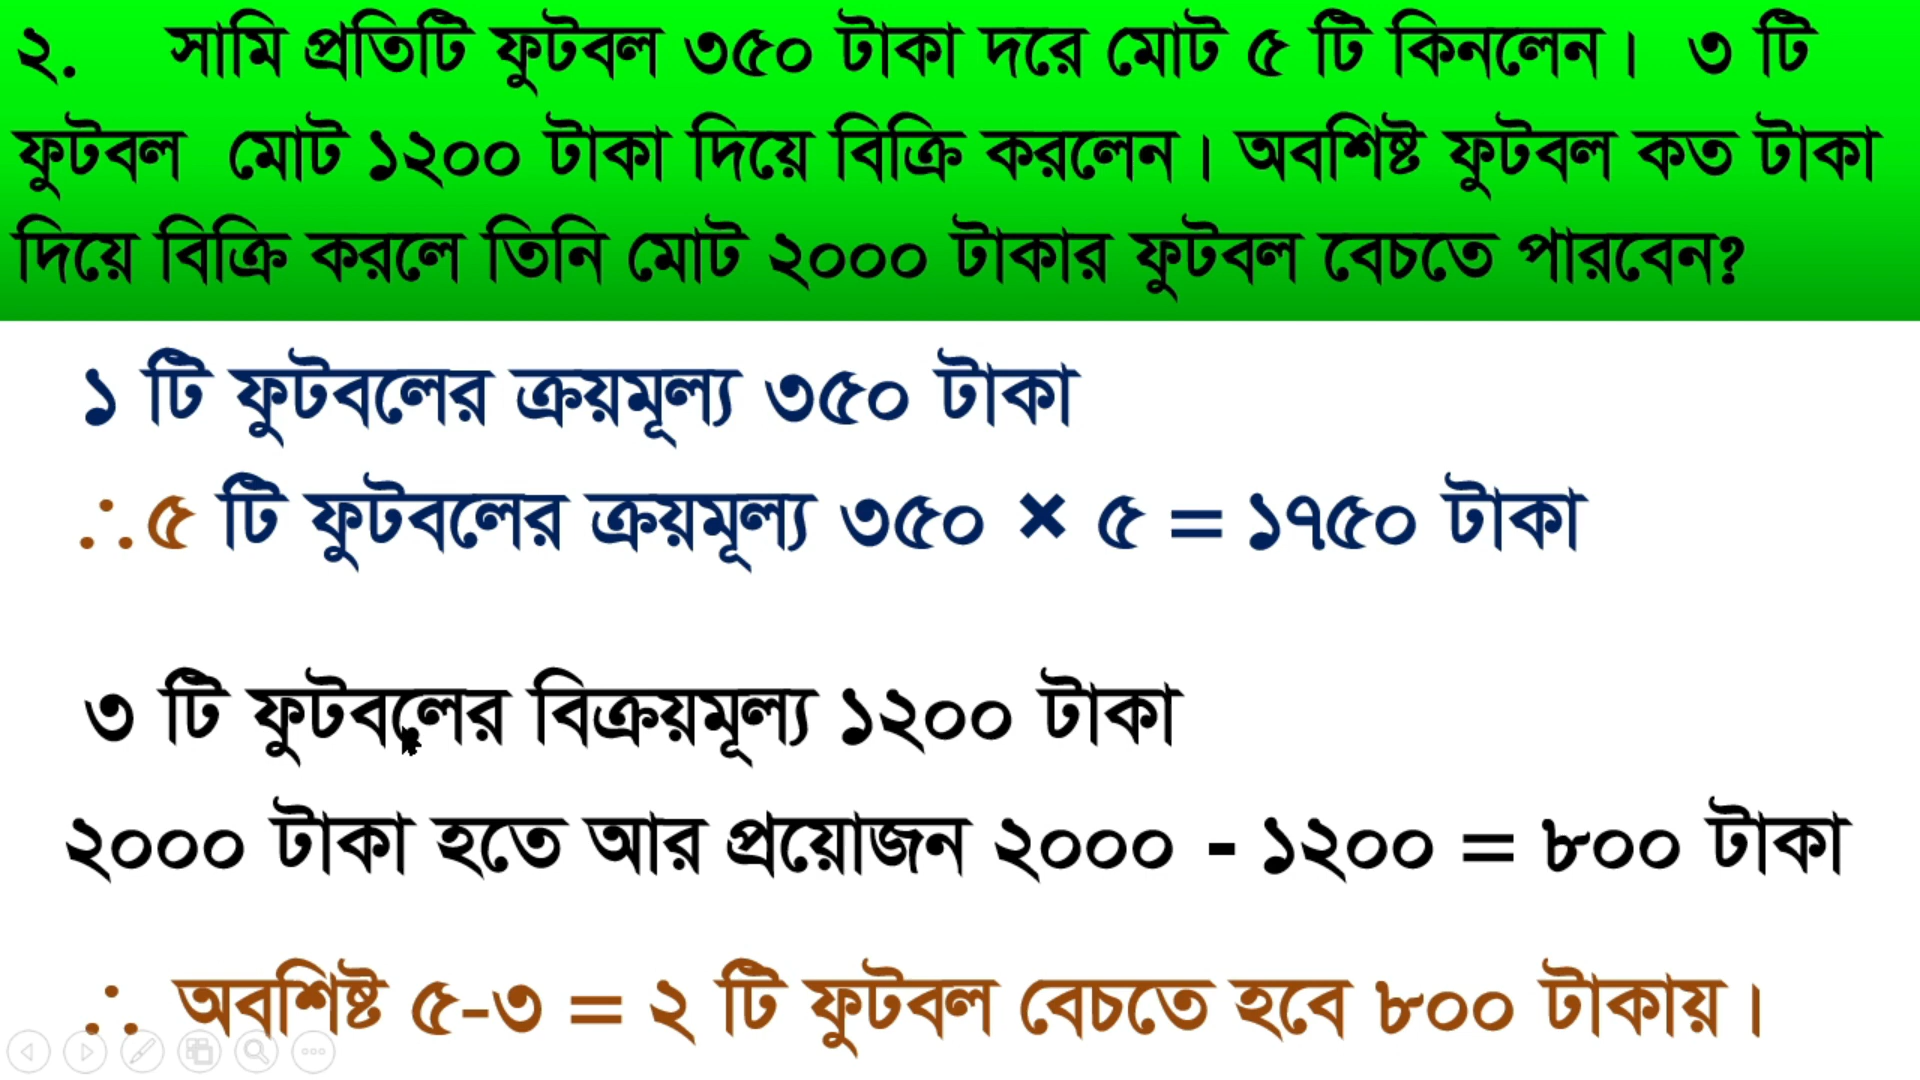 ২. সামি প্রতিটি ফুটবল ৩৫০ টাকা দরে মোট ৫ টি কিনলেন। ৩ টি
ফুটবল মোট ১২০০ টাকা দিয়ে বিক্রি করলেন। অবশিষ্ট ফুটবল কত টাকা
দিয়ে বিক্রি করলে তিনি মোট ২০০০ টাকার ফুটবল বেচতে পারবেন?
১ টি ফুটবলের ক্রয়মূল্য ৩৫০ টাকা
∴৫ টি ফুটবলের ক্রয়মূল্য ৩৫০ × ৫ = ১৭৫০ টাকা
৩ টি ফুটবলের বিক্রয়মূল্য ১২০০ টাকা
২০০০ টাকা হতে আর প্রয়োজন ২০০০ - ১২০০ = ৮০০ টাকা
∴ অবশিষ্ট ৫-৩ = ২ টি ফুটবল বেচতে হবে ৮০০ টাকায়।